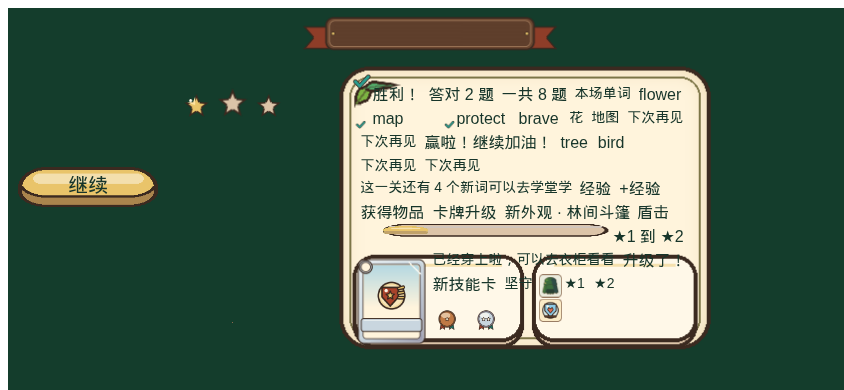 胜利！ 答对 2 题 一共 8 题 本场单词 flower
map protect brave 花 地图 下次再见
下次再见 赢啦！继续加油！ tree bird
下次再见 下次再见
继续
这一关还有 4 个新词可以去学堂学 经验 +经验
获得物品 卡牌升级 新外观 · 林间斗篷 盾击
★1 到 ★2
已经穿上啦，可以去衣柜看看 升级了！
新技能卡 坚守 ★1 ★2